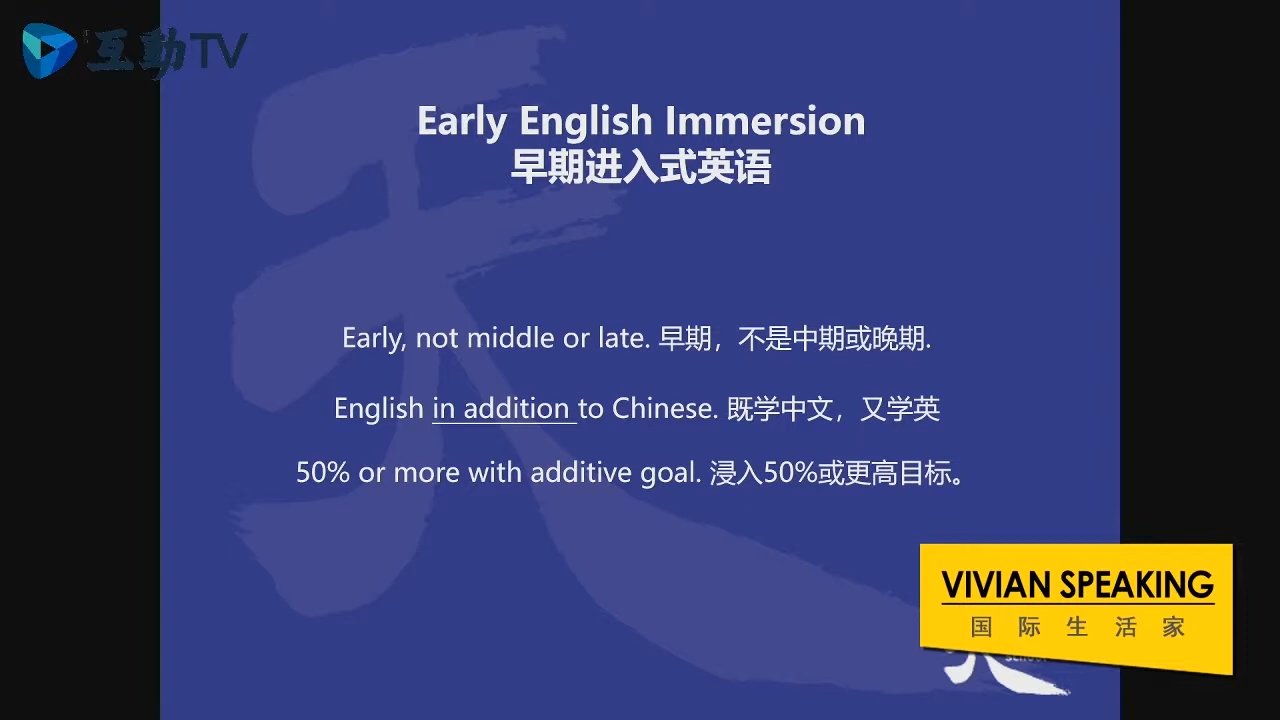 互動TV
Early English Immersion
早期进入式英语
Early, not middle or late. 早期，不是中期或晚期.
English in addition to Chinese. 既学中文，又学英
50% or more with additive goal. 浸入50%或更高目标。
VIVIAN SPEAKING
国际生活家